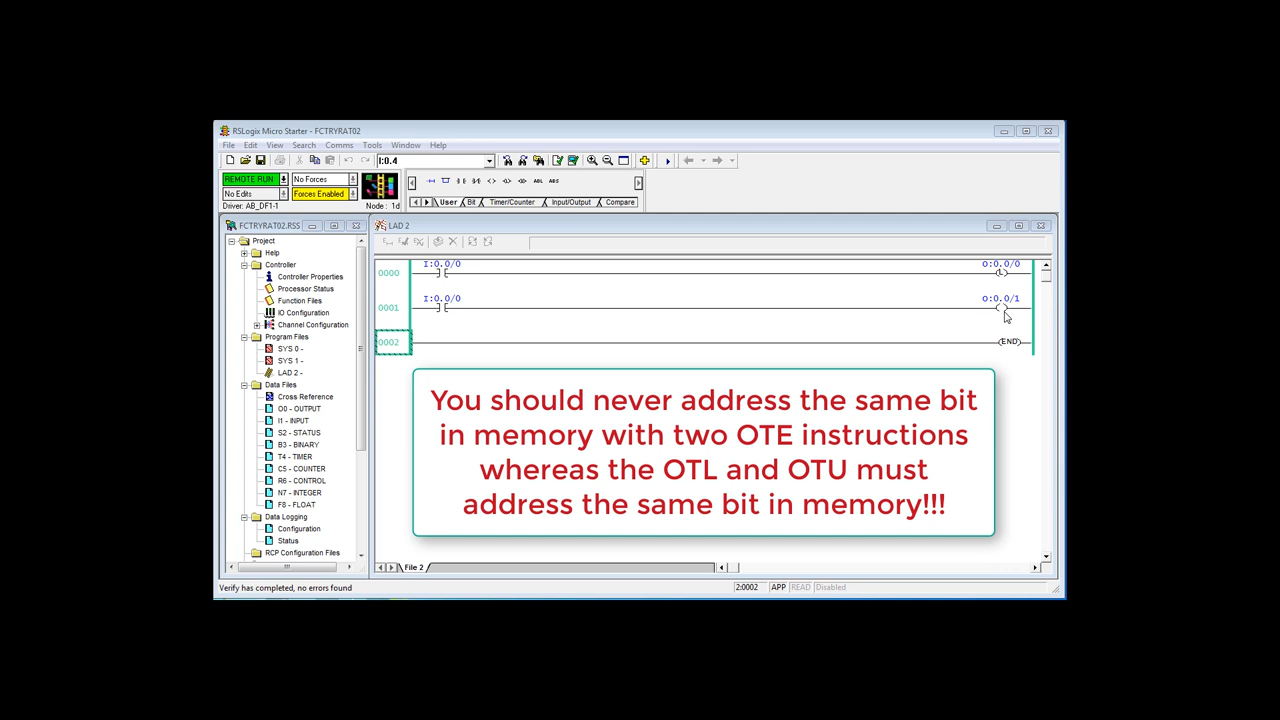 RSLogix Micro Starter - FCTRYRAT02
File Edit View Search Comms Tools Window Help
I:0.4
REMOTE RUN No Forces
No Edits Forces Enabled
Driver: AB_DF1-1 Node : 1d
ABL ABS
User Bit Timer/Counter Input/Output Compare
FCTRYRAT02.RSS
Project
Help
Controller
Controller Properties
Processor Status
Function Files
IO Configuration
Channel Configuration
Program Files
SYS 0 -
SYS 1 -
LAD 2 -
Data Files
Cross Reference
O0 - OUTPUT
I1 - INPUT
S2 - STATUS
B3 - BINARY
T4 - TIMER
C5 - COUNTER
R6 - CONTROL
N7 - INTEGER
F8 - FLOAT
Data Logging
Configuration
Status
RCP Configuration Files
LAD 2
I:0.0/0 O:0.0/0
0000 L
I:0.0/0 O:0.0/1
0001
0002 END
You should never address the same bit
in memory with two OTE instructions
whereas the OTL and OTU must
address the same bit in memory!!!
File 2
Verify has completed, no errors found
2:0002 APP READ Disabled